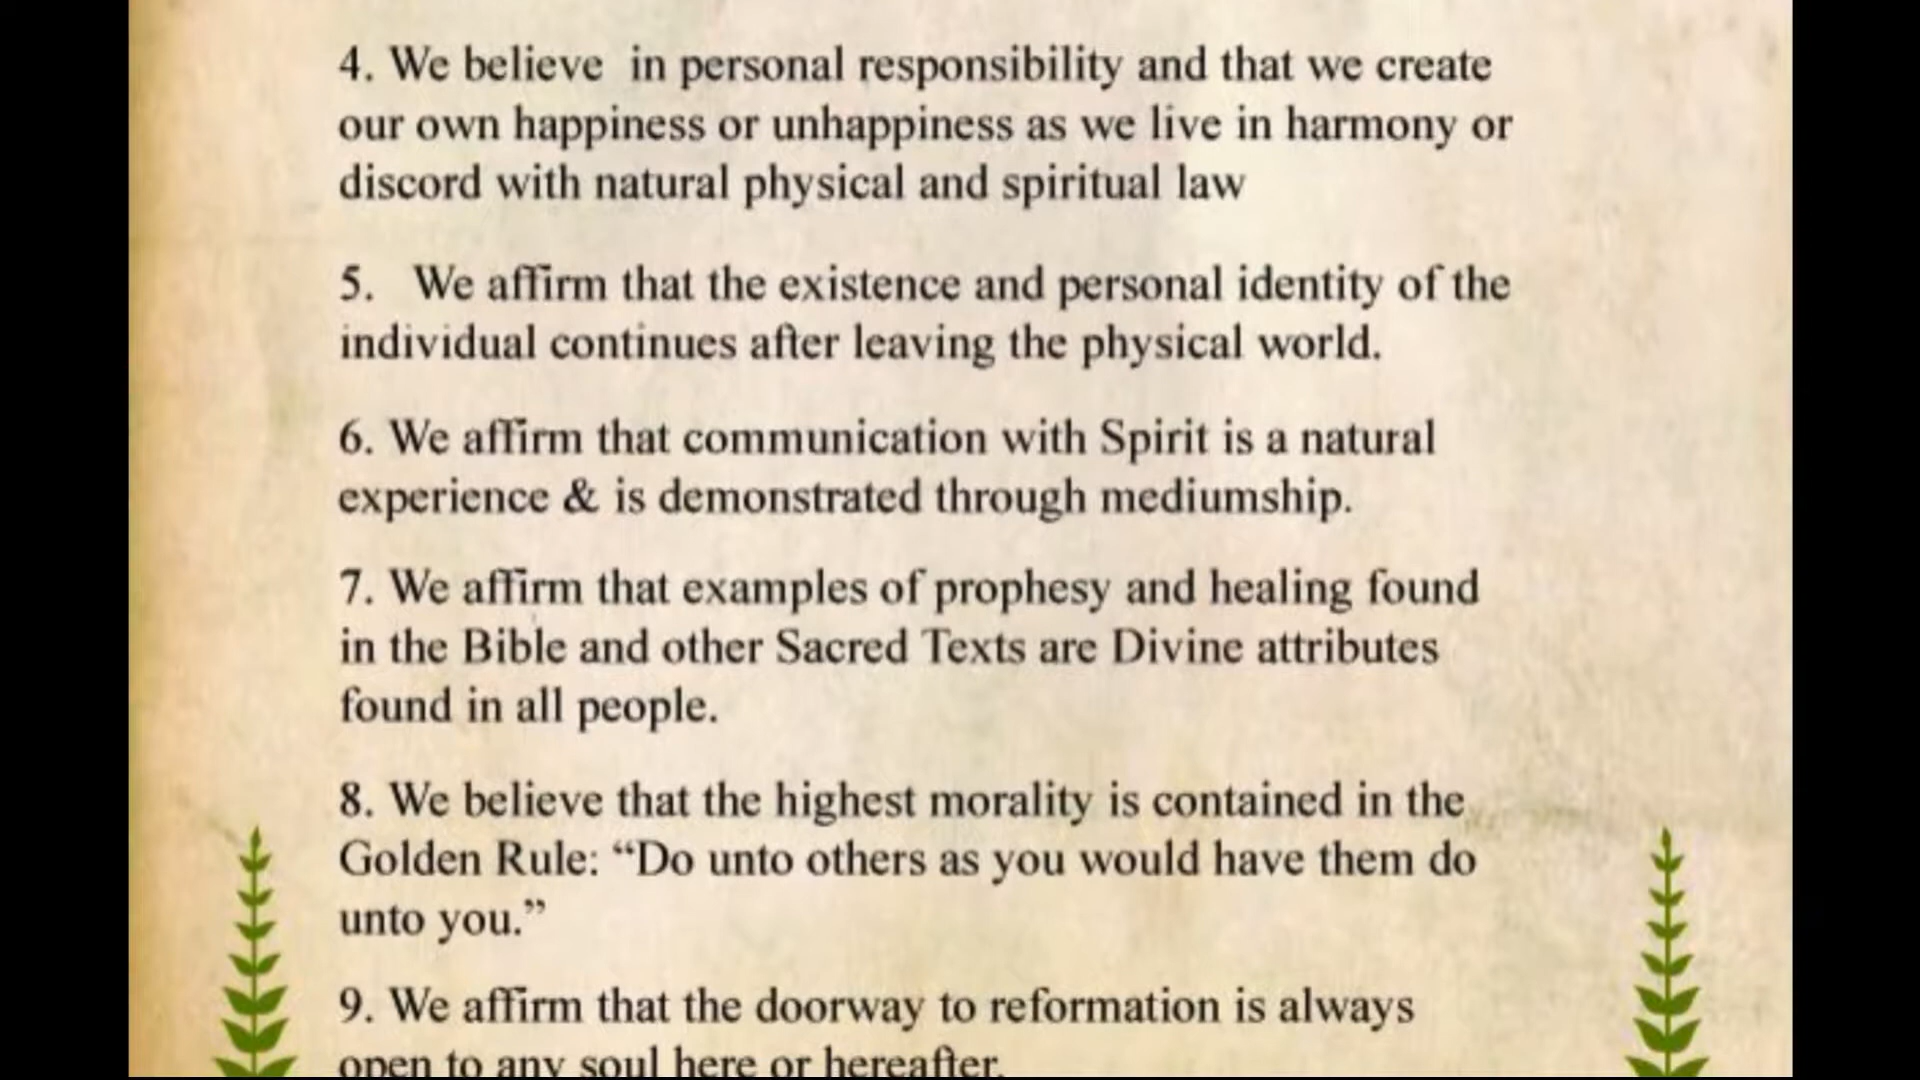 4. We believe  in personal responsibility and that we create
our own happiness or unhappiness as we live in harmony or
discord with natural physical and spiritual law
5.   We affirm that the existence and personal identity of the
individual continues after leaving the physical world.
6. We affirm that communication with Spirit is a natural
experience & is demonstrated through mediumship.
7. We affirm that examples of prophesy and healing found
in the Bible and other Sacred Texts are Divine attributes
found in all people.
8. We believe that the highest morality is contained in the
Golden Rule: “Do unto others as you would have them do
unto you.”
9. We affirm that the doorway to reformation is always
open to any soul here or hereafter.